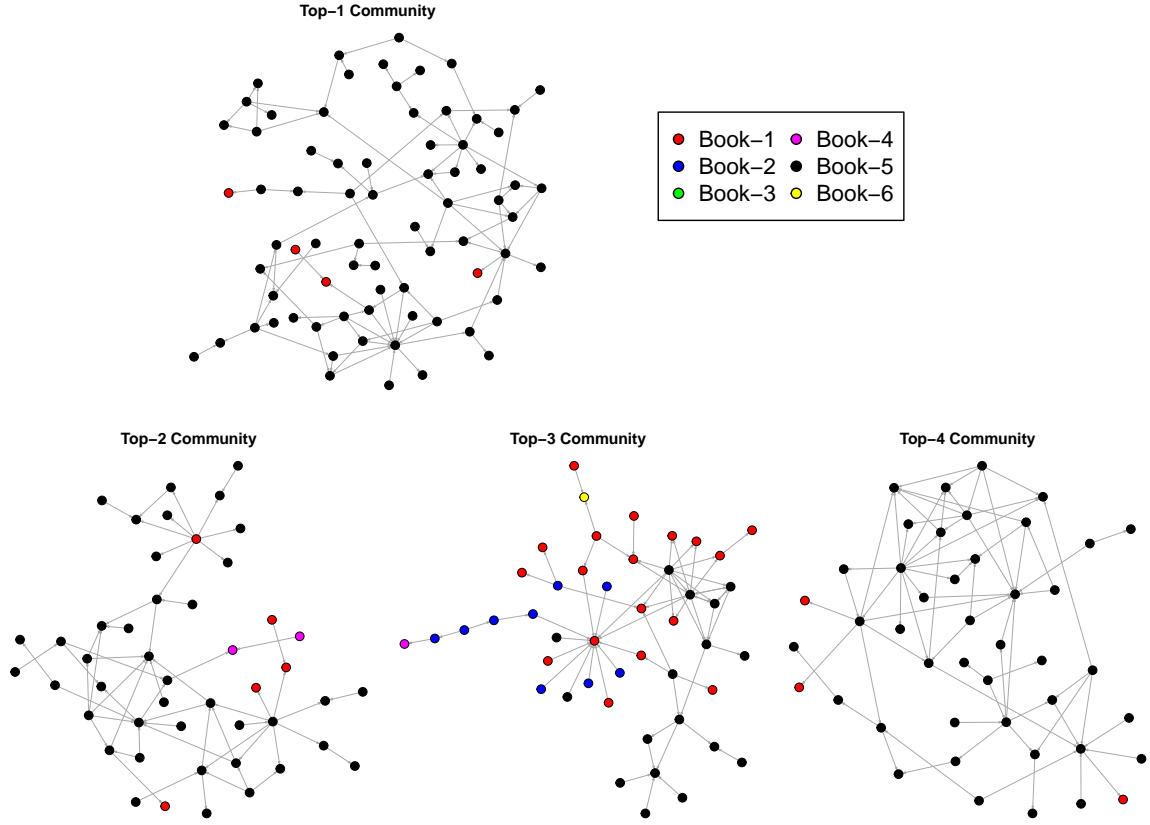 Top−1 Community
Book−1 Book−4
Book−2 Book−5
Book−3 Book−6
Top−2 Community
Top−3 Community
Top−4 Community